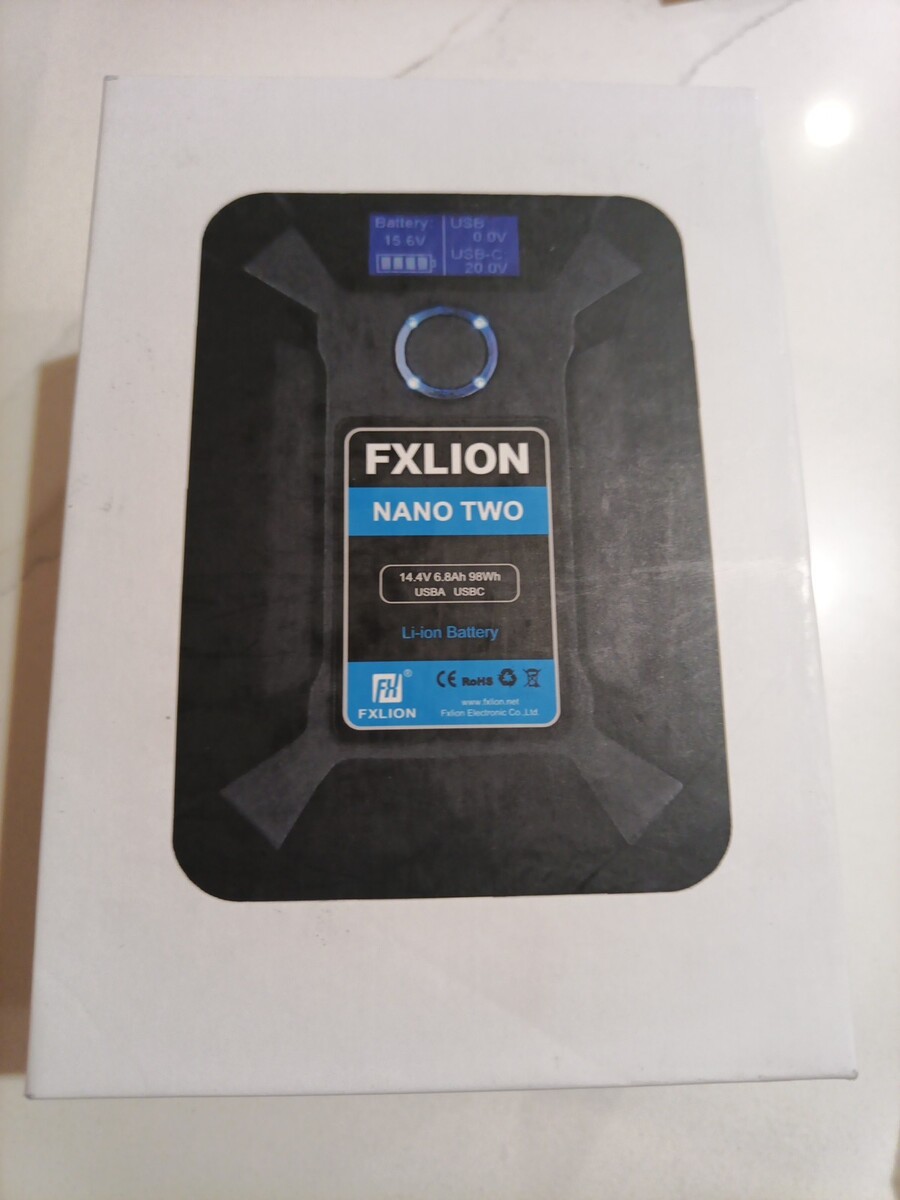 Battery
15.6V
USB
0.0V
USB-C
20.0V
FXLION
NANO TWO
14.4V 6.8Ah 98Wh
USBA USBC
Li-ion Battery
FX®
FXLION
CE RoHS
www.fxlion.net
Fxlion Electronic Co.,Ltd.